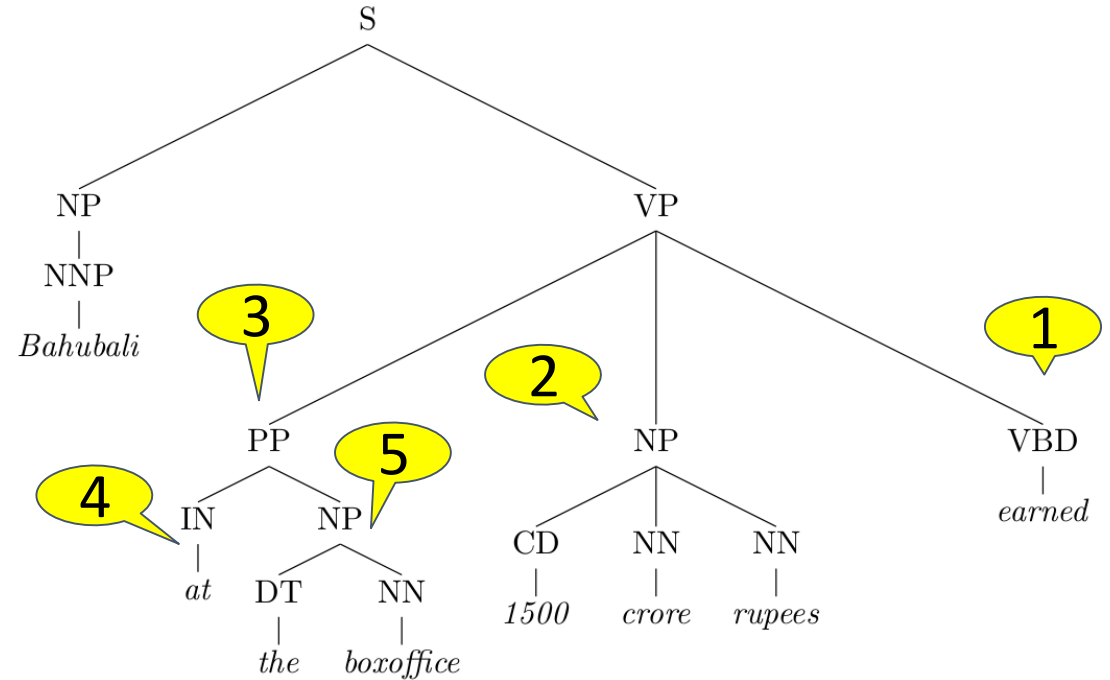 S
NP VP
NNP
Bahubali
3
1
2
PP NP VBD
5
4
IN NP
earned
CD NN NN
at
DT NN
1500 crore rupees
the boxoffice